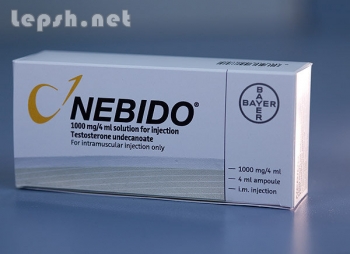 lepsh.net
NEBIDO®
1000 mg/4 ml solution for injection
Testosterone undecanoate
For intramuscular injection only
BAYER
BAYER
1000 mg/4 ml
4 ml ampoule
i.m. injection